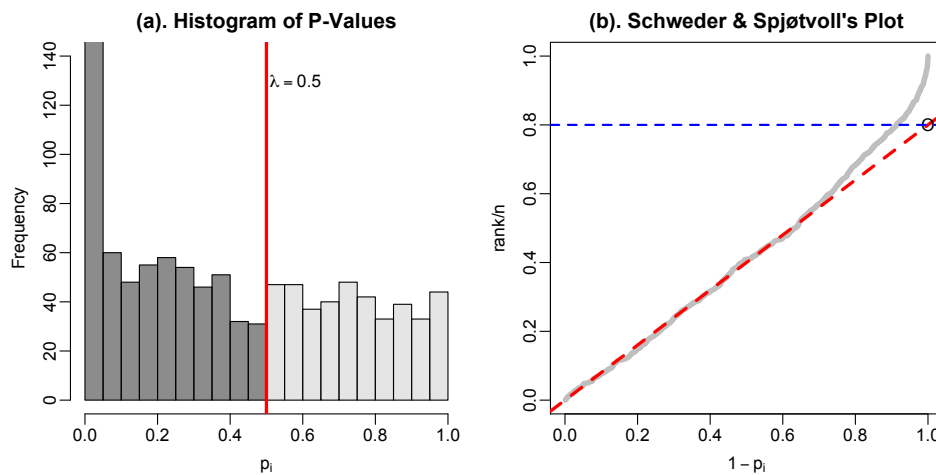 (a). Histogram of P-Values
Frequency
0 20 40 60 80 100 120 140
λ = 0.5
0.0 0.2 0.4 0.6 0.8 1.0
pi
(b). Schweder & Spjøtvoll's Plot
rank/n
0.0 0.2 0.4 0.6 0.8 1.0
0.0 0.2 0.4 0.6 0.8 1.0
1 − pi